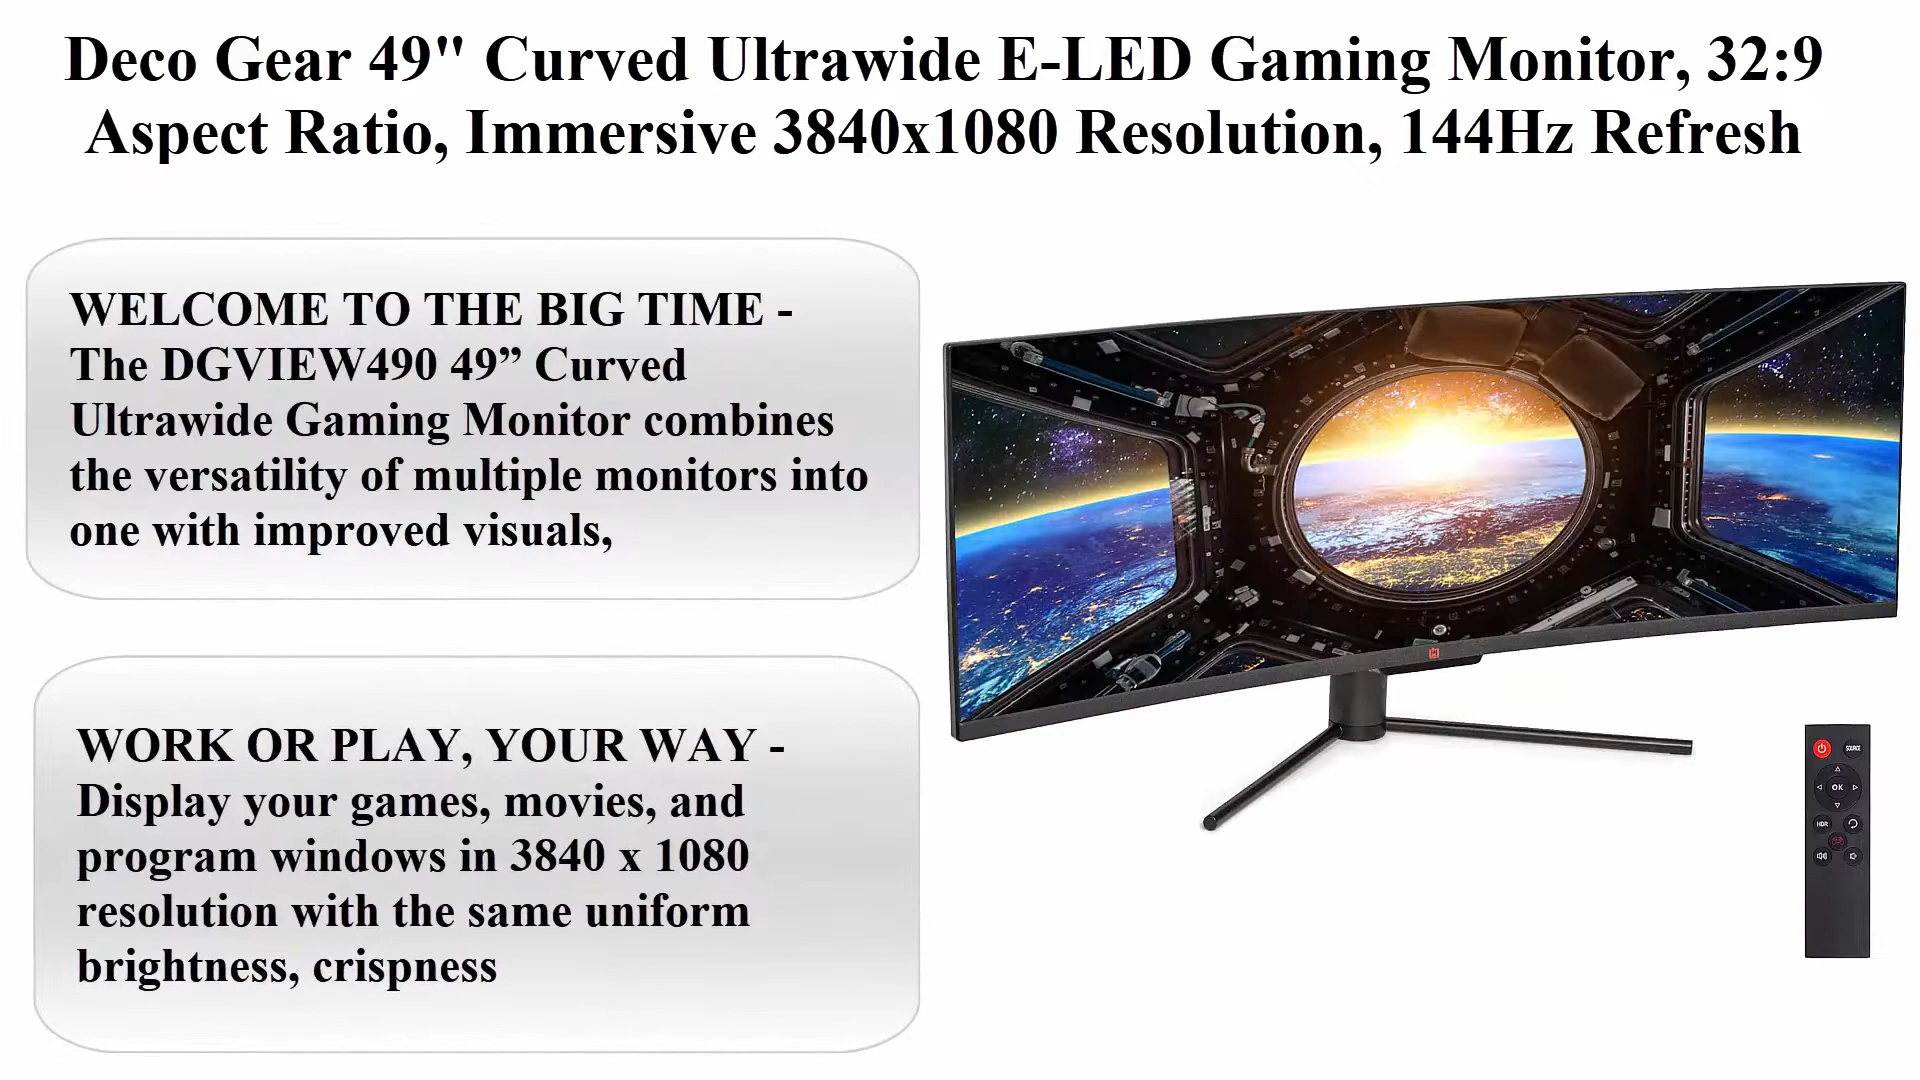 Deco Gear 49" Curved Ultrawide E-LED Gaming Monitor, 32:9
Aspect Ratio, Immersive 3840x1080 Resolution, 144Hz Refresh
WELCOME TO THE BIG TIME -
The DGVIEW490 49” Curved
Ultrawide Gaming Monitor combines
the versatility of multiple monitors into
one with improved visuals,
WORK OR PLAY, YOUR WAY -
Display your games, movies, and
program windows in 3840 x 1080
resolution with the same uniform
brightness, crispness
SOURCE
OK
HDR